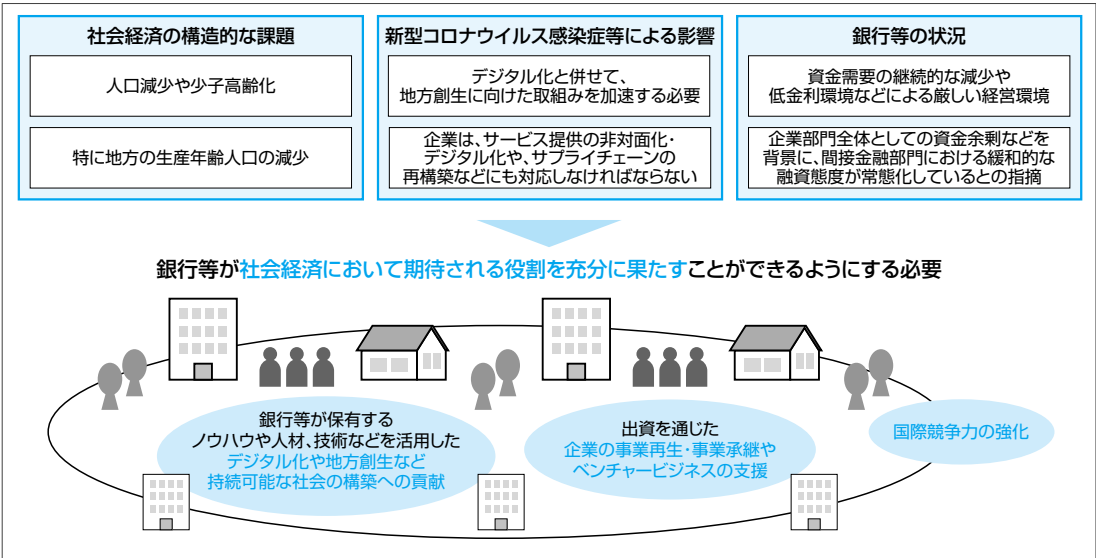 社会経済の構造的な課題
人口減少や少子高齢化
特に地方の生産年齢人口の減少
新型コロナウイルス感染症等による影響
デジタル化と併せて、
地方創生に向けた取組みを加速する必要
企業は、サービス提供の非対面化・
デジタル化や、サプライチェーンの
再構築などにも対応しなければならない
銀行等の状況
資金需要の継続的な減少や
低金利環境などによる厳しい経営環境
企業部門全体としての資金余剰などを
背景に、間接金融部門における緩和的な
融資態度が常態化しているとの指摘
銀行等が社会経済において期待される役割を充分に果たすことができるようにする必要
銀行等が保有する
ノウハウや人材、技術などを活用した
デジタル化や地方創生など
持続可能な社会の構築への貢献
出資を通じた
企業の事業再生・事業承継や
ベンチャービジネスの支援
国際競争力の強化